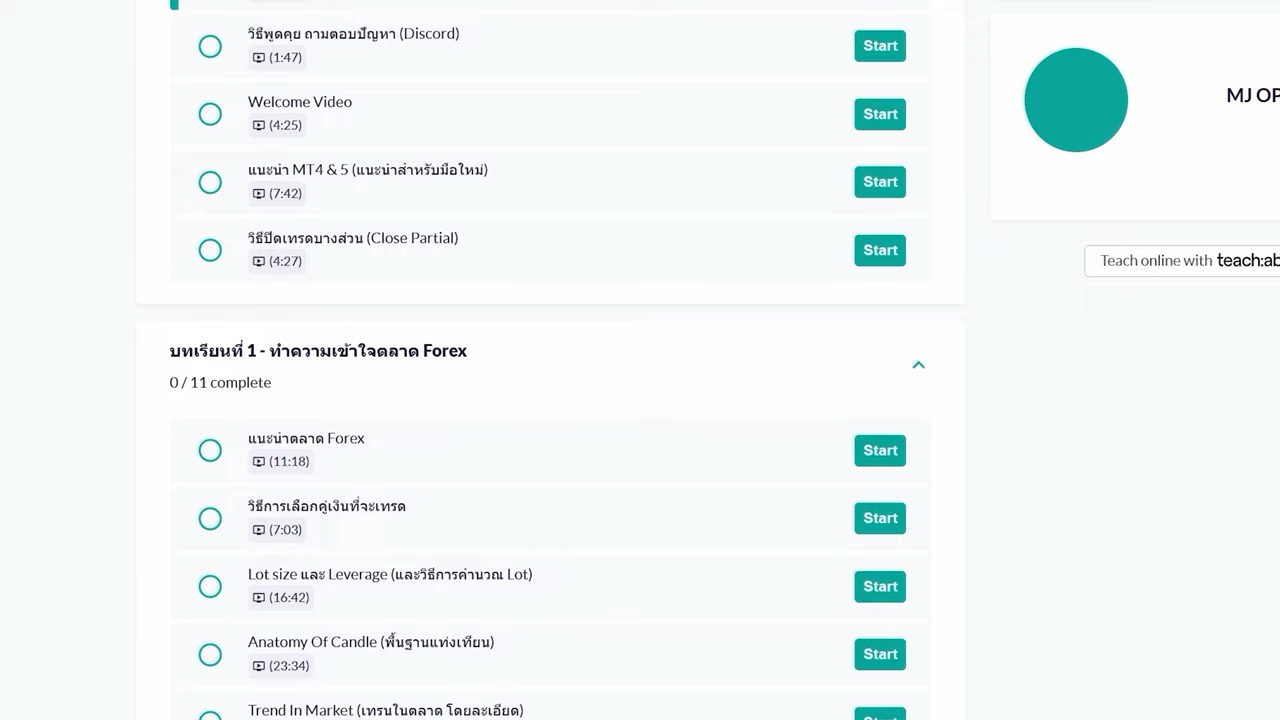 วิธีพูดคุย ถามตอบปัญหา (Discord)
(1:47)
Start
Welcome Video
(4:25)
Start
แนะนำ MT4 & 5 (แนะนำสำหรับมือใหม่)
(7:42)
Start
วิธีปิดเทรดบางส่วน (Close Partial)
(4:27)
Start
บทเรียนที่ 1 - ทำความเข้าใจตลาด Forex
0 / 11 complete
แนะนำตลาด Forex
(11:18)
Start
วิธีการเลือกคู่เงินที่จะเทรด
(7:03)
Start
Lot size และ Leverage (และวิธีการคำนวณ Lot)
(16:42)
Start
Anatomy Of Candle (พื้นฐานแท่งเทียน)
(23:34)
Start
Trend In Market (เทรนในตลาด โดยละเอียด)
Start
MJ OP
Teach online with teach:ab